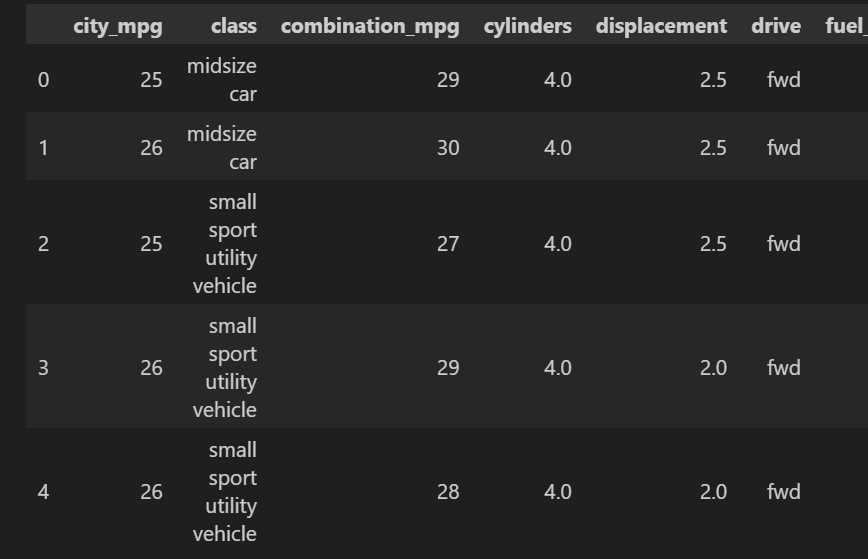 city_mpg class combination_mpg cylinders displacement drive fuel_
0 25 midsize car 29 4.0 2.5 fwd
1 26 midsize car 30 4.0 2.5 fwd
2 25 small sport utility vehicle 27 4.0 2.5 fwd
3 26 small sport utility vehicle 29 4.0 2.0 fwd
4 26 small sport utility vehicle 28 4.0 2.0 fwd